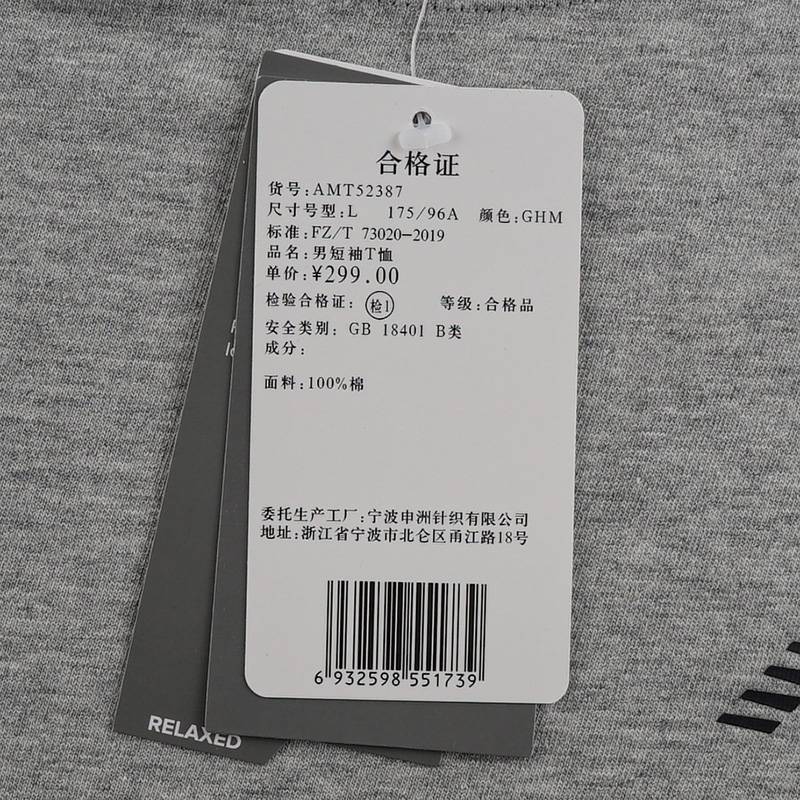 合格证
货号:AMT52387
尺寸号型:L 175/96A 颜色:GHM
标准:FZ/T 73020-2019
品名:男短袖T恤
单价:¥299.00
检验合格证: 检1 等级:合格品
安全类别: GB 18401 B类
成分:
面料:100%棉
委托生产工厂:宁波申洲针织有限公司
地址:浙江省宁波市北仑区甬江路18号
6 932598 551739
RELAXED